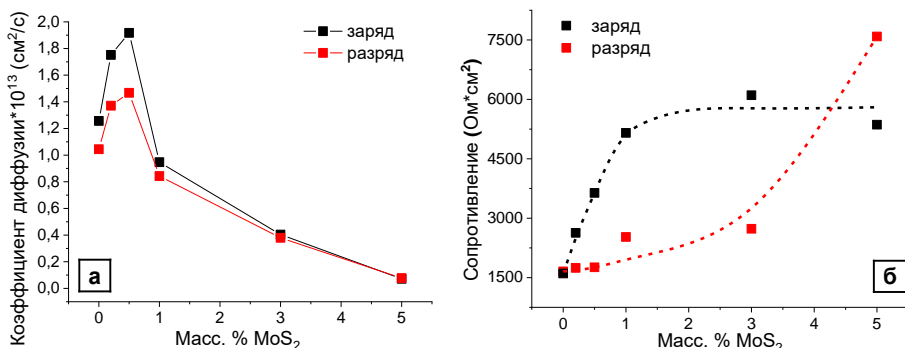 Коэффициент диффузии*10¹³ (см²/с)
2,0
1,8
1,6
1,4
1,2
1,0
0,8
0,6
0,4
0,2
0,0
заряд
разряд
а
0 1 2 3 4 5
Масс. % MoS₂
Сопротивление (Ом*см²)
7500
6000
4500
3000
1500
заряд
разряд
б
0 1 2 3 4 5
Масс. % MoS₂